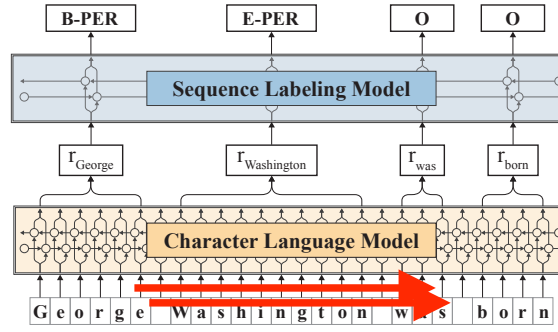 B-PER E-PER O O
Sequence Labeling Model
r George r Washington r was r born
Character Language Model
G e o r g e W a s h i n g t o n w a s b o r n